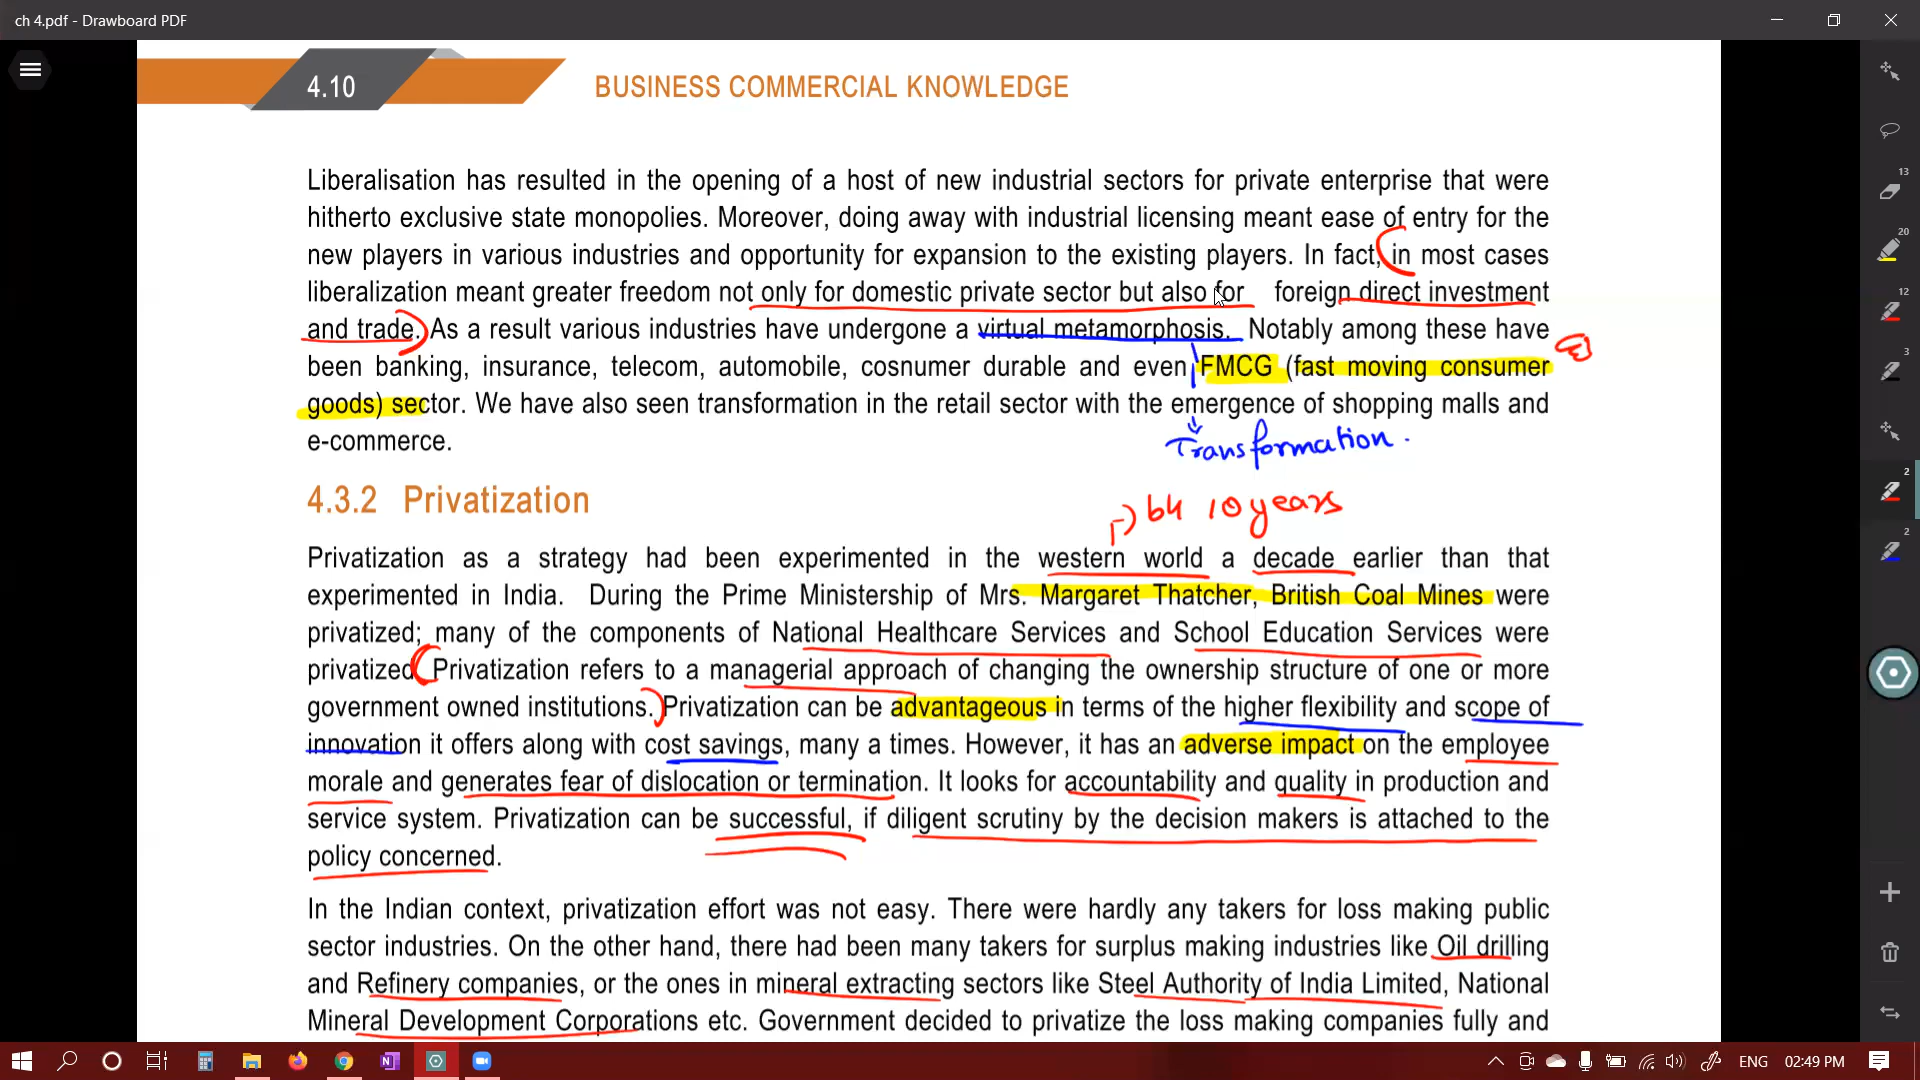 ch 4.pdf - Drawboard PDF
4.10
BUSINESS COMMERCIAL KNOWLEDGE
Liberalisation has resulted in the opening of a host of new industrial sectors for private enterprise that were
hitherto exclusive state monopolies. Moreover, doing away with industrial licensing meant ease of entry for the
new players in various industries and opportunity for expansion to the existing players. In fact, in most cases
liberalization meant greater freedom not only for domestic private sector but also for foreign direct investment
and trade. As a result various industries have undergone a virtual metamorphosis. Notably among these have
been banking, insurance, telecom, automobile, cosnumer durable and even FMCG (fast moving consumer
goods) sector. We have also seen transformation in the retail sector with the emergence of shopping malls and
e-commerce.
Transformation.
4.3.2 Privatization
10 years
Privatization as a strategy had been experimented in the western world a decade earlier than that
experimented in India. During the Prime Ministership of Mrs. Margaret Thatcher, British Coal Mines were
privatized; many of the components of National Healthcare Services and School Education Services were
privatized. Privatization refers to a managerial approach of changing the ownership structure of one or more
government owned institutions. Privatization can be advantageous in terms of the higher flexibility and scope of
innovation it offers along with cost savings, many a times. However, it has an adverse impact on the employee
morale and generates fear of dislocation or termination. It looks for accountability and quality in production and
service system. Privatization can be successful, if diligent scrutiny by the decision makers is attached to the
policy concerned.
In the Indian context, privatization effort was not easy. There were hardly any takers for loss making public
sector industries. On the other hand, there had been many takers for surplus making industries like Oil drilling
and Refinery companies, or the ones in mineral extracting sectors like Steel Authority of India Limited, National
Mineral Development Corporations etc. Government decided to privatize the loss making companies fully and
13
20
12
3
2
2
ENG
02:49 PM